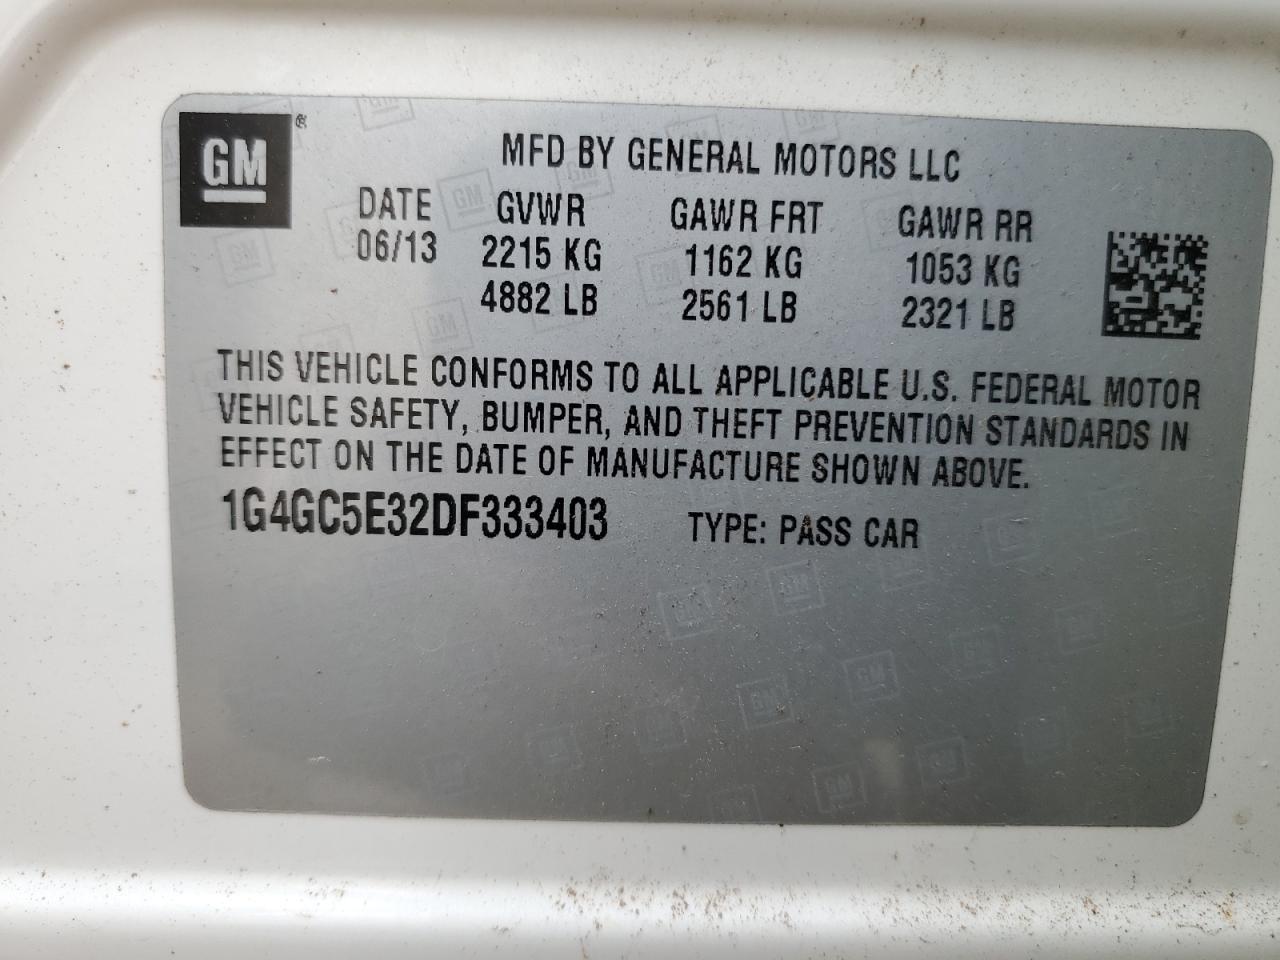 GM ®
MFD BY GENERAL MOTORS LLC
DATE GVWR GAWR FRT GAWR RR
06/13 2215 KG 1162 KG 1053 KG
4882 LB 2561 LB 2321 LB
THIS VEHICLE CONFORMS TO ALL APPLICABLE U.S. FEDERAL MOTOR
VEHICLE SAFETY, BUMPER, AND THEFT PREVENTION STANDARDS IN
EFFECT ON THE DATE OF MANUFACTURE SHOWN ABOVE.
1G4GC5E32DF333403 TYPE: PASS CAR